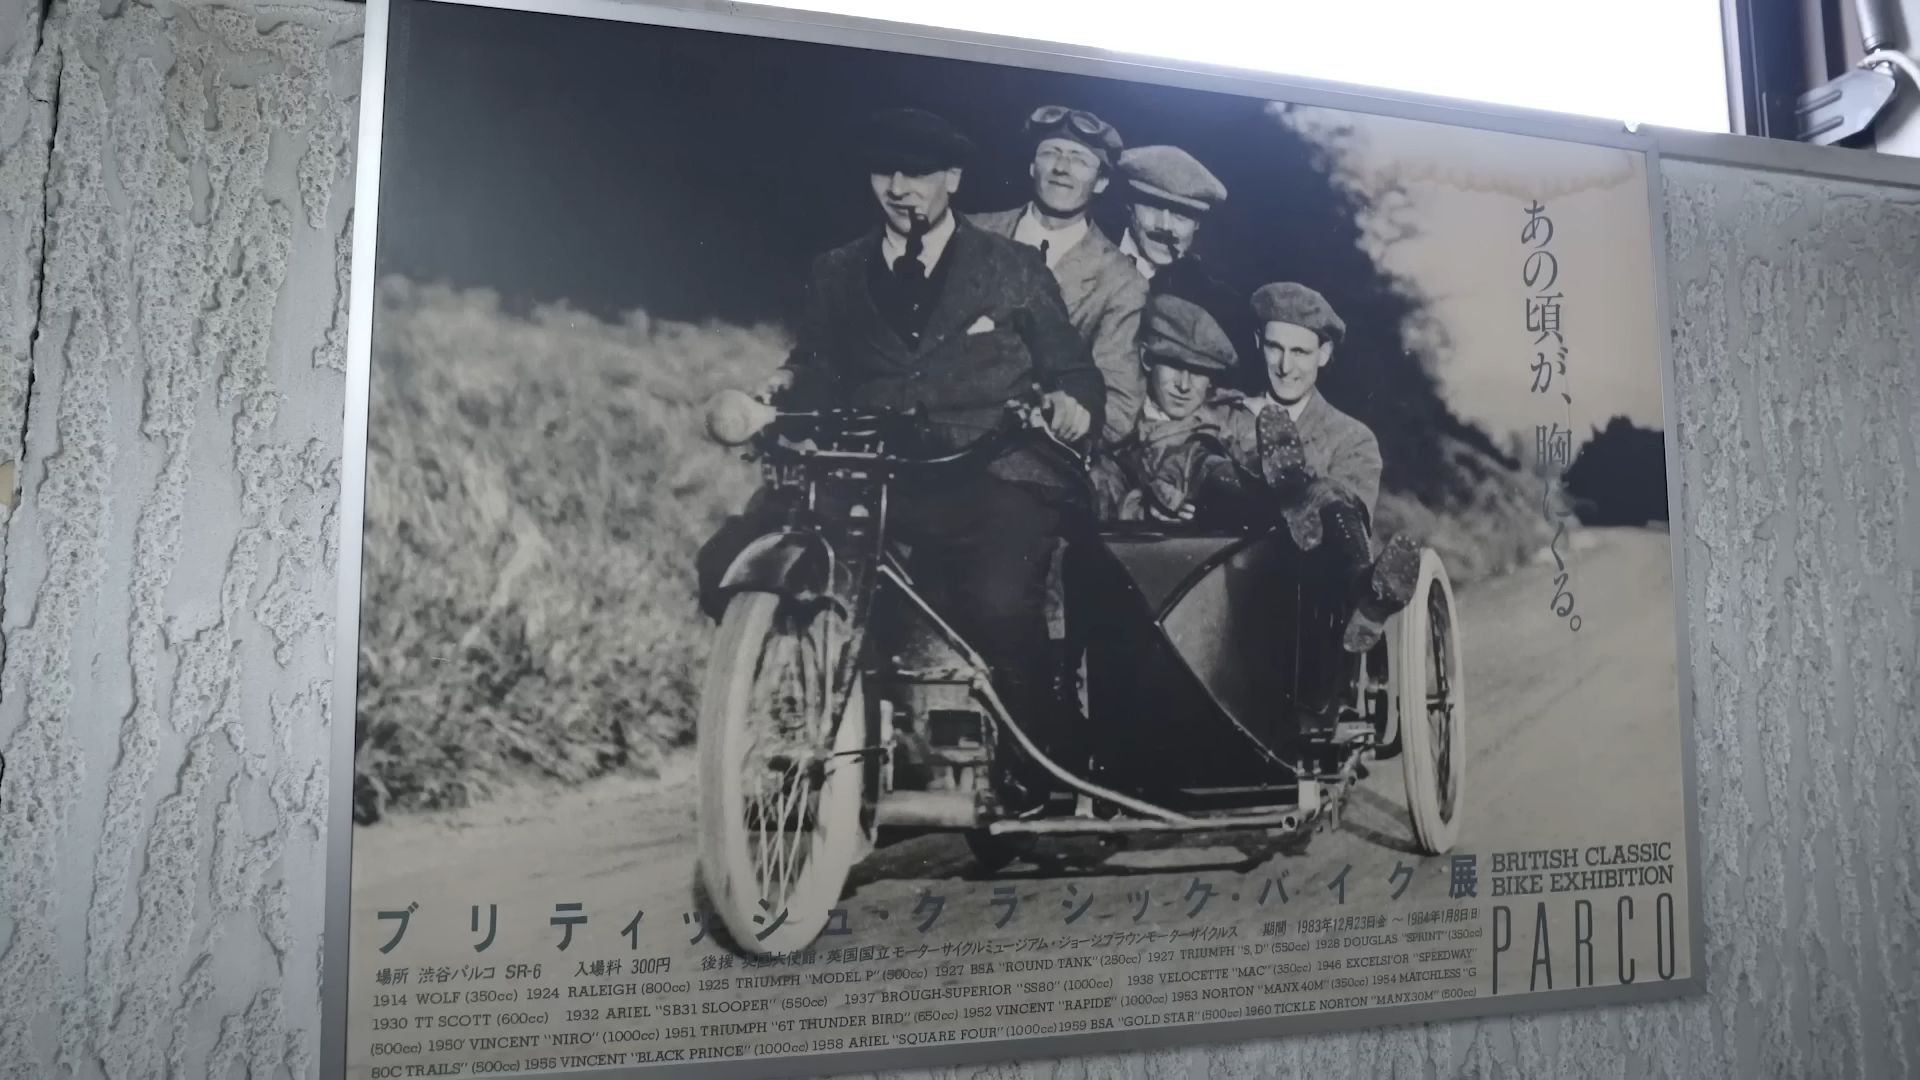 あの頃が、胸にくる。
ブリティッシュ・クラシック・バイク展
BRITISH CLASSIC
BIKE EXHIBITION
PARCO
場所 渋谷パルコ SR-6 入場料 300円 後援 英国大使館・英国国立モーターサイクルミュージアム・ジョージブラウンモーターサイクルス 期間 1983年12月23日金 〜 1984年1月8日日
1914 WOLF (350cc) 1924 RALEIGH (800cc) 1925 TRIUMPH "MODEL P" (500cc) 1927 BSA "ROUND TANK" (250cc) 1927 TRIUMPH "S,D" (550cc) 1928 DOUGLAS "SPRINT" (350cc)
1930 TT SCOTT (600cc) 1932 ARIEL "SB31 SLOOPER" (550cc) 1937 BROUGH-SUPERIOR "SS80" (1000cc) 1938 VELOCETTE "MAC" (350cc) 1946 EXCELSIOR "SPEEDWAY"
(500cc) 1950 VINCENT "NIRO" (1000cc) 1951 TRIUMPH "6T THUNDER BIRD" (650cc) 1952 VINCENT "RAPIDE" (1000cc) 1953 NORTON "MANX40M" (350cc) 1954 MATCHLESS "G
80C TRAILS" (500cc) 1955 VINCENT "BLACK PRINCE" (1000cc) 1958 ARIEL "SQUARE FOUR" (1000cc) 1959 BSA "GOLD STAR" (500cc) 1960 TICKLE NORTON "MANX30M" (500cc)